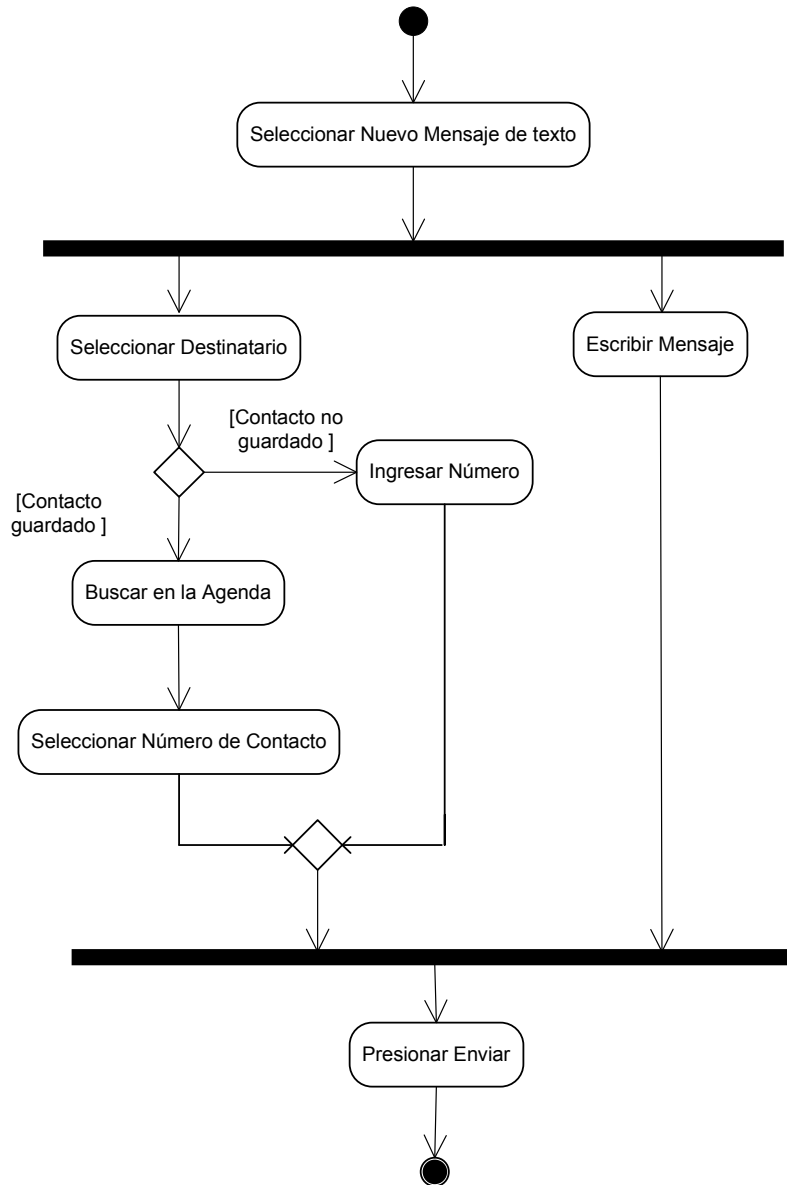 Seleccionar Nuevo Mensaje de texto
Seleccionar Destinatario
Escribir Mensaje
[Contacto no
guardado ]
Ingresar Número
[Contacto
guardado ]
Buscar en la Agenda
Seleccionar Número de Contacto
Presionar Enviar